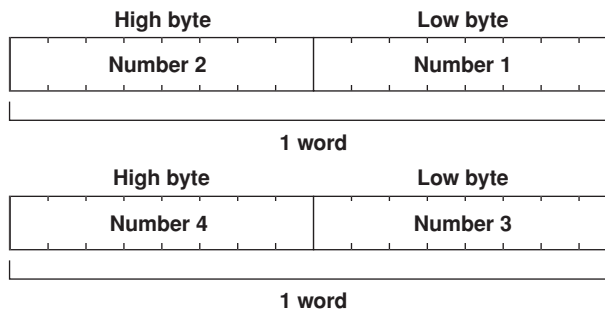 High byte Low byte
Number 2 Number 1
1 word
High byte Low byte
Number 4 Number 3
1 word